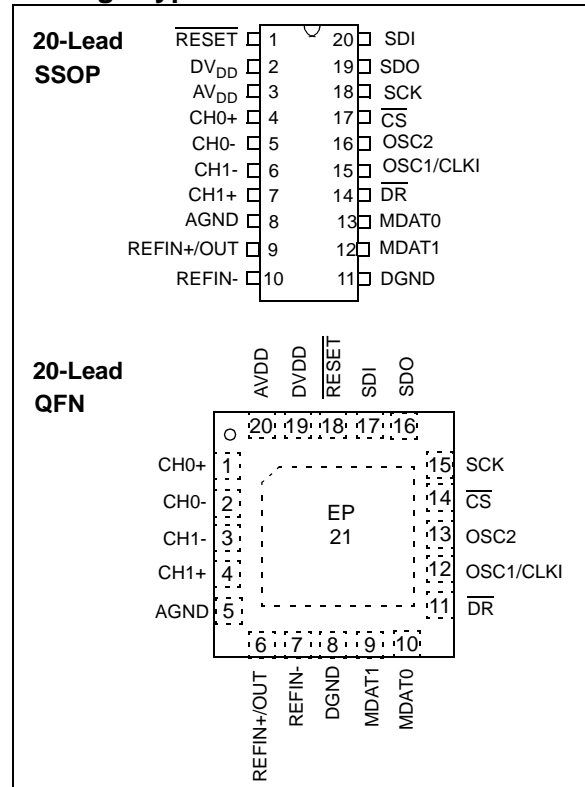 20-Lead
SSOP
RESET 1 20 SDI
DVDD 2 19 SDO
AVDD 3 18 SCK
CH0+ 4 17 CS
CH0- 5 16 OSC2
CH1- 6 15 OSC1/CLKI
CH1+ 7 14 DR
AGND 8 13 MDAT0
REFIN+/OUT 9 12 MDAT1
REFIN- 10 11 DGND
20-Lead
QFN
AVDD DVDD RESET SDI SDO
20 19 18 17 16
CH0+ 1 15 SCK
CH0- 2 14 CS
EP
21
CH1- 3 13 OSC2
CH1+ 4 12 OSC1/CLKI
AGND 5 11 DR
6 7 8 9 10
REFIN+/OUT REFIN- DGND MDAT1 MDAT0